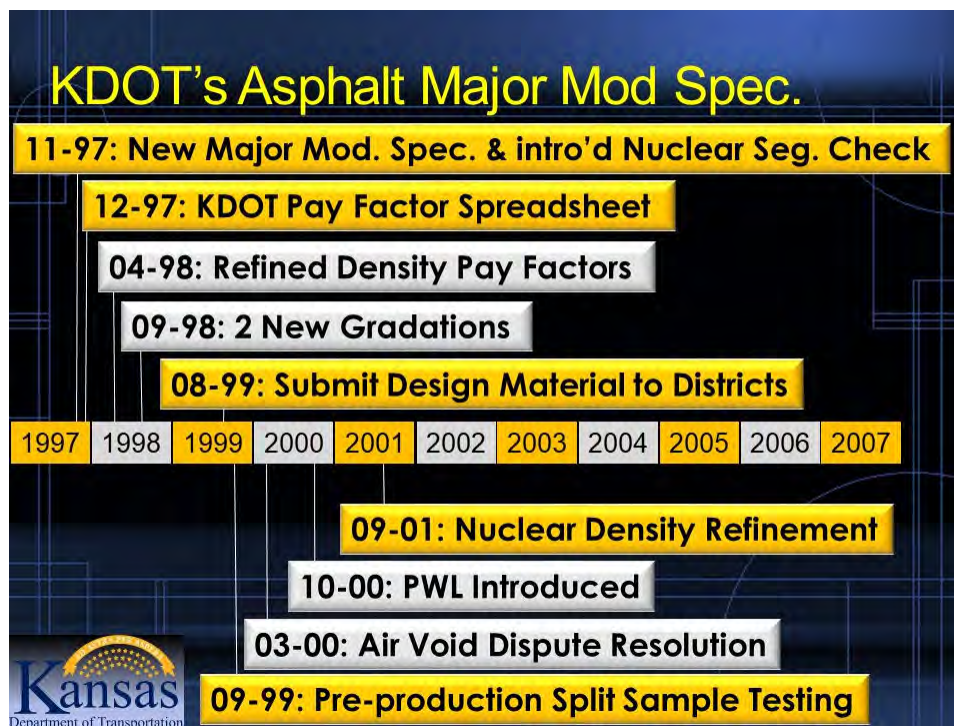 KDOT's Asphalt Major Mod Spec.
11-97: New Major Mod. Spec. & intro'd Nuclear Seg. Check
12-97: KDOT Pay Factor Spreadsheet
04-98: Refined Density Pay Factors
09-98: 2 New Gradations
08-99: Submit Design Material to Districts
1997 1998 1999 2000 2001 2002 2003 2004 2005 2006 2007
09-01: Nuclear Density Refinement
10-00: PWL Introduced
03-00: Air Void Dispute Resolution
09-99: Pre-production Split Sample Testing
Kansas
Department of Transportation